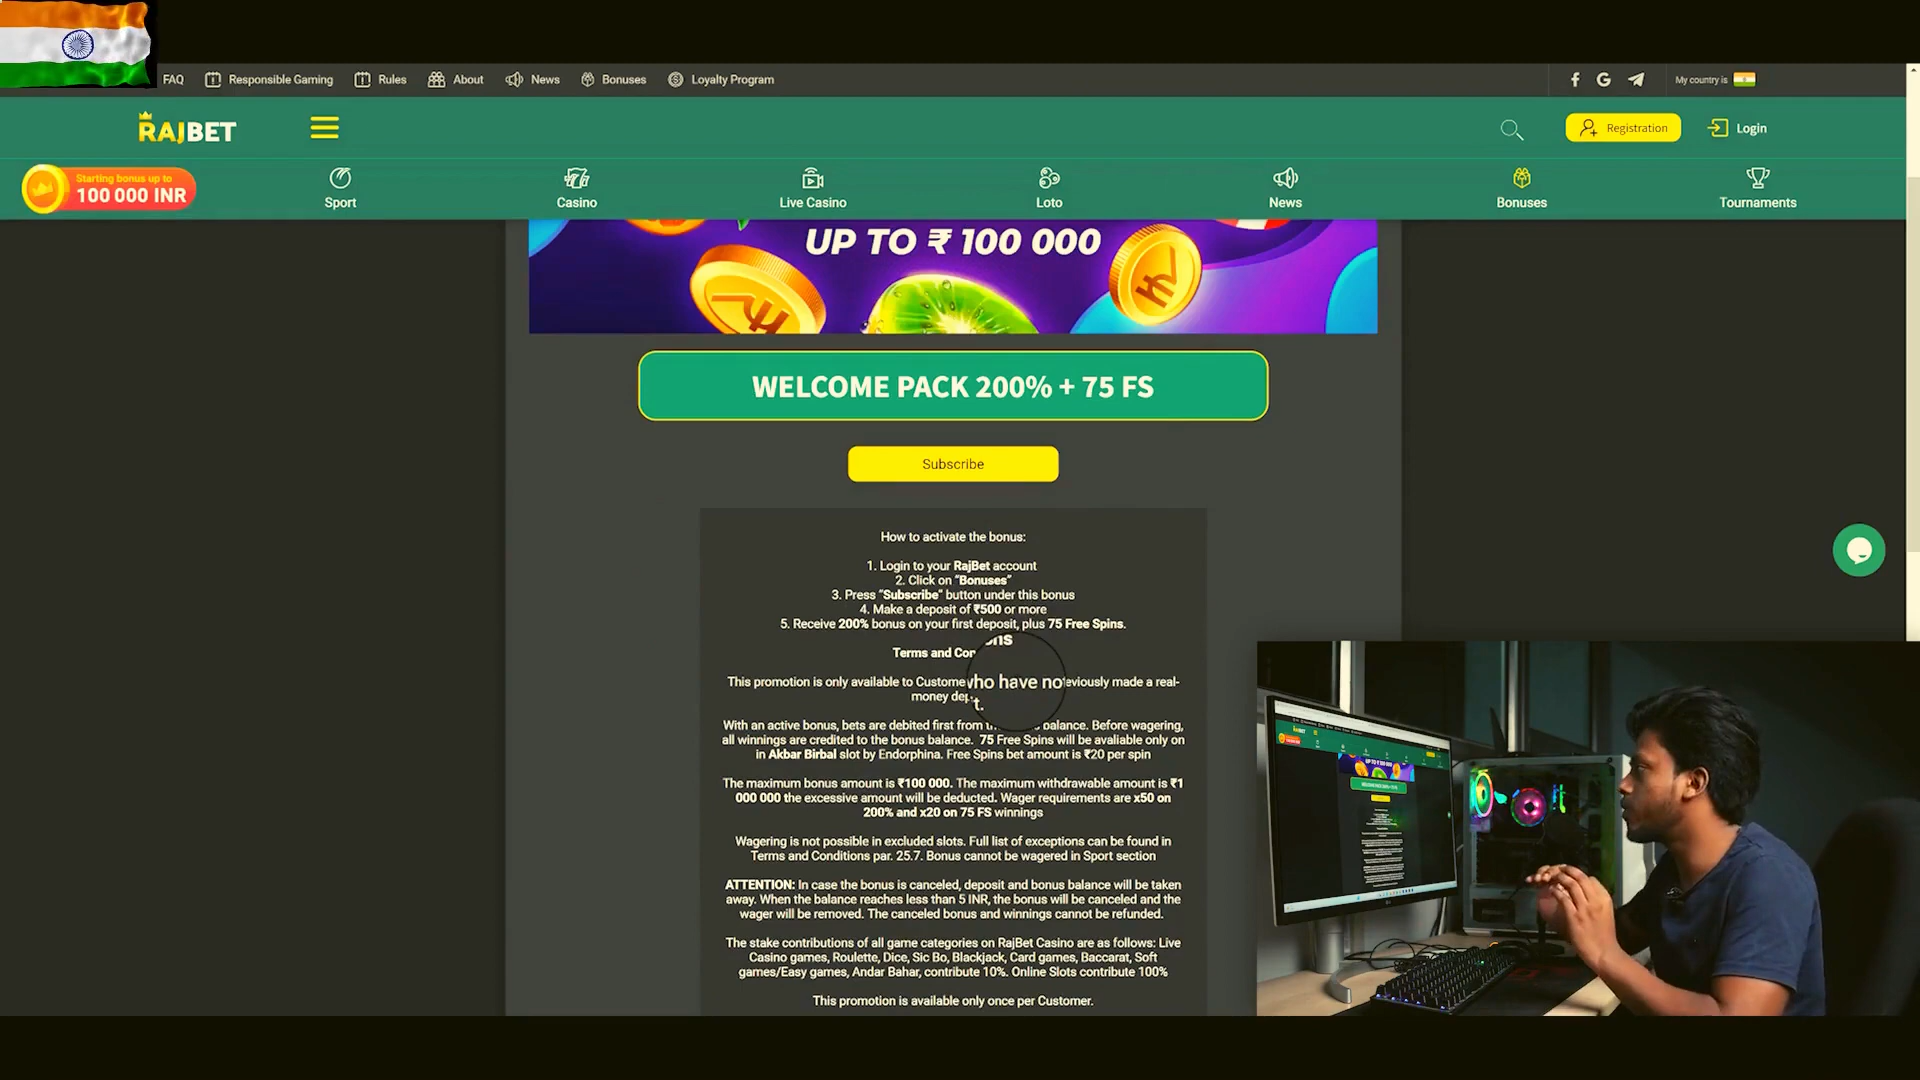 FAQ Responsible Gaming Rules About News Bonuses Loyalty Program My country is
RAJBET Registration Login
Starting bonus up to
100 000 INR
Sport Casino Live Casino Loto News Bonuses Tournaments
UP TO ₹ 100 000
WELCOME PACK 200% + 75 FS
Subscribe
How to activate the bonus:
1. Login to your RajBet account
2. Click on “Bonuses”
3. Press “Subscribe” button under this bonus
4. Make a deposit of ₹500 or more
5. Receive 200% bonus on your first deposit, plus 75 Free Spins.
Terms and Con
This promotion is only available to Custome who have no eviously made a real-
money dep t.
With an active bonus, bets are debited first from balance. Before wagering,
all winnings are credited to the bonus balance. 75 Free Spins will be avaliable only on
in Akbar Birbal slot by Endorphina. Free Spins bet amount is ₹20 per spin
The maximum bonus amount is ₹100 000. The maximum withdrawable amount is ₹1
000 000 the excessive amount will be deducted. Wager requirements are x50 on
200% and x20 on 75 FS winnings
Wagering is not possible in excluded slots. Full list of exceptions can be found in
Terms and Conditions par. 25.7. Bonus cannot be wagered in Sport section
ATTENTION: In case the bonus is canceled, deposit and bonus balance will be taken
away. When the balance reaches less than 5 INR, the bonus will be canceled and the
wager will be removed. The canceled bonus and winnings cannot be refunded.
The stake contributions of all game categories on RajBet Casino are as follows: Live
Casino games, Roulette, Dice, Sic Bo, Blackjack, Card games, Baccarat, Soft
games/Easy games, Andar Bahar, contribute 10%. Online Slots contribute 100%
This promotion is available only once per Customer.